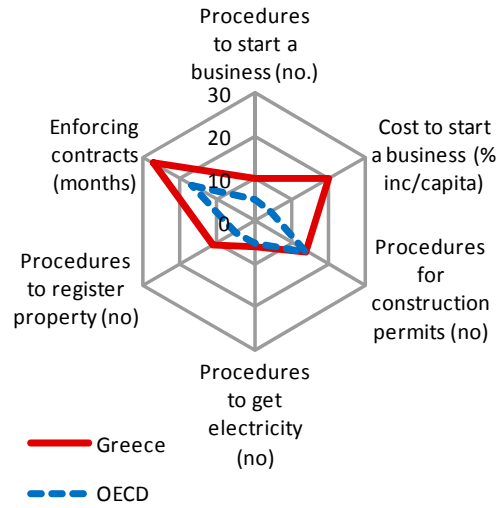 Procedures
to start a
business (no.)
30
20
10
0
Cost to start
a business (%
inc/capita)
Procedures
for
construction
permits (no)
Procedures
to get
electricity
(no)
Procedures
to register
property (no)
Enforcing
contracts
(months)
Greece
OECD